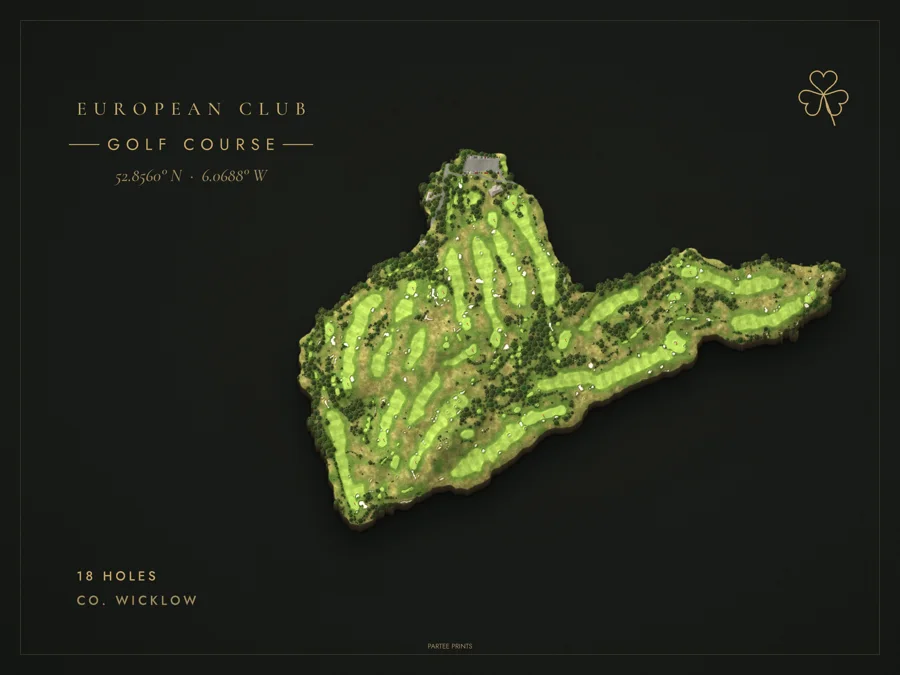 EUROPEAN CLUB
GOLF COURSE
52.8560° N · 6.0688° W
18 HOLES
CO. WICKLOW
PARTEE PRINTS